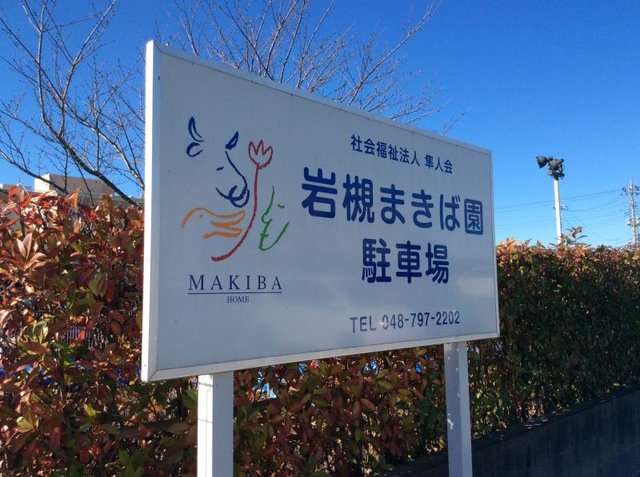 社会福祉法人 隼人会
岩槻まきば園
駐車場
MAKIBA
HOME
TEL 048-797-2202